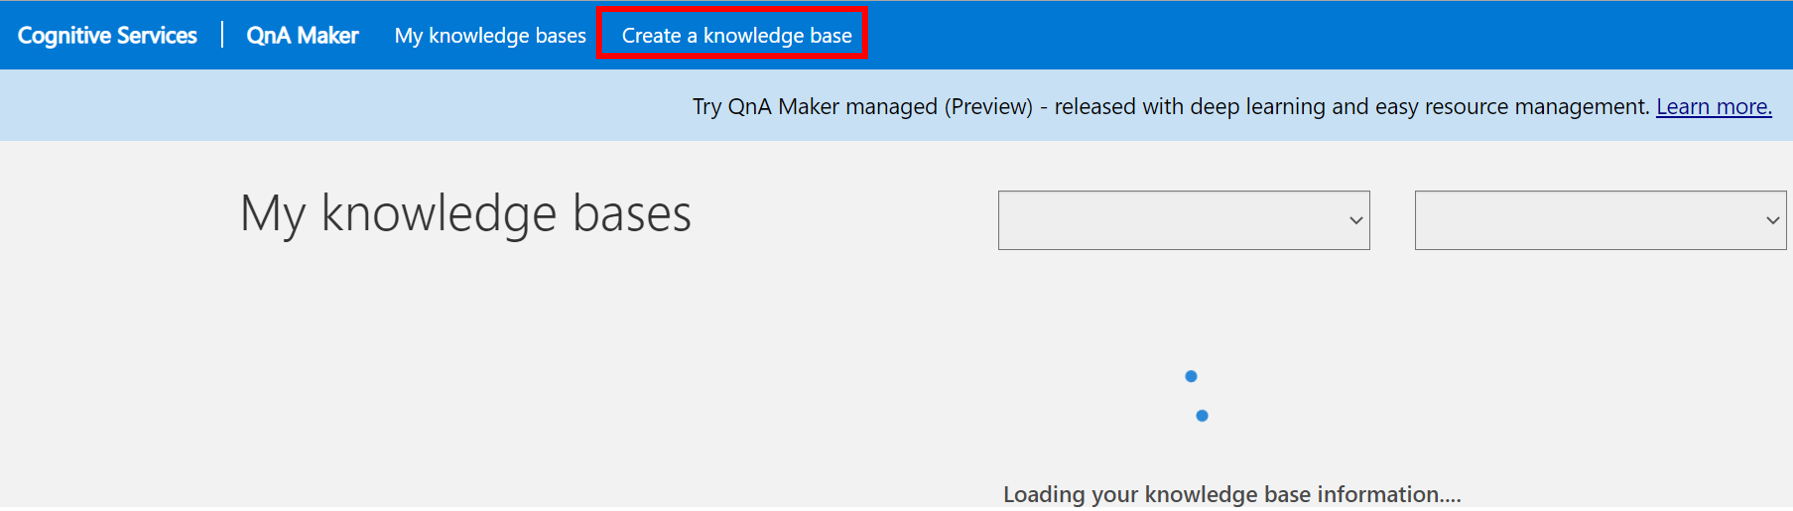 Cognitive Services | QnA Maker My knowledge bases Create a knowledge base
Try QnA Maker managed (Preview) - released with deep learning and easy resource management. Learn more.
My knowledge bases
Loading your knowledge base information....